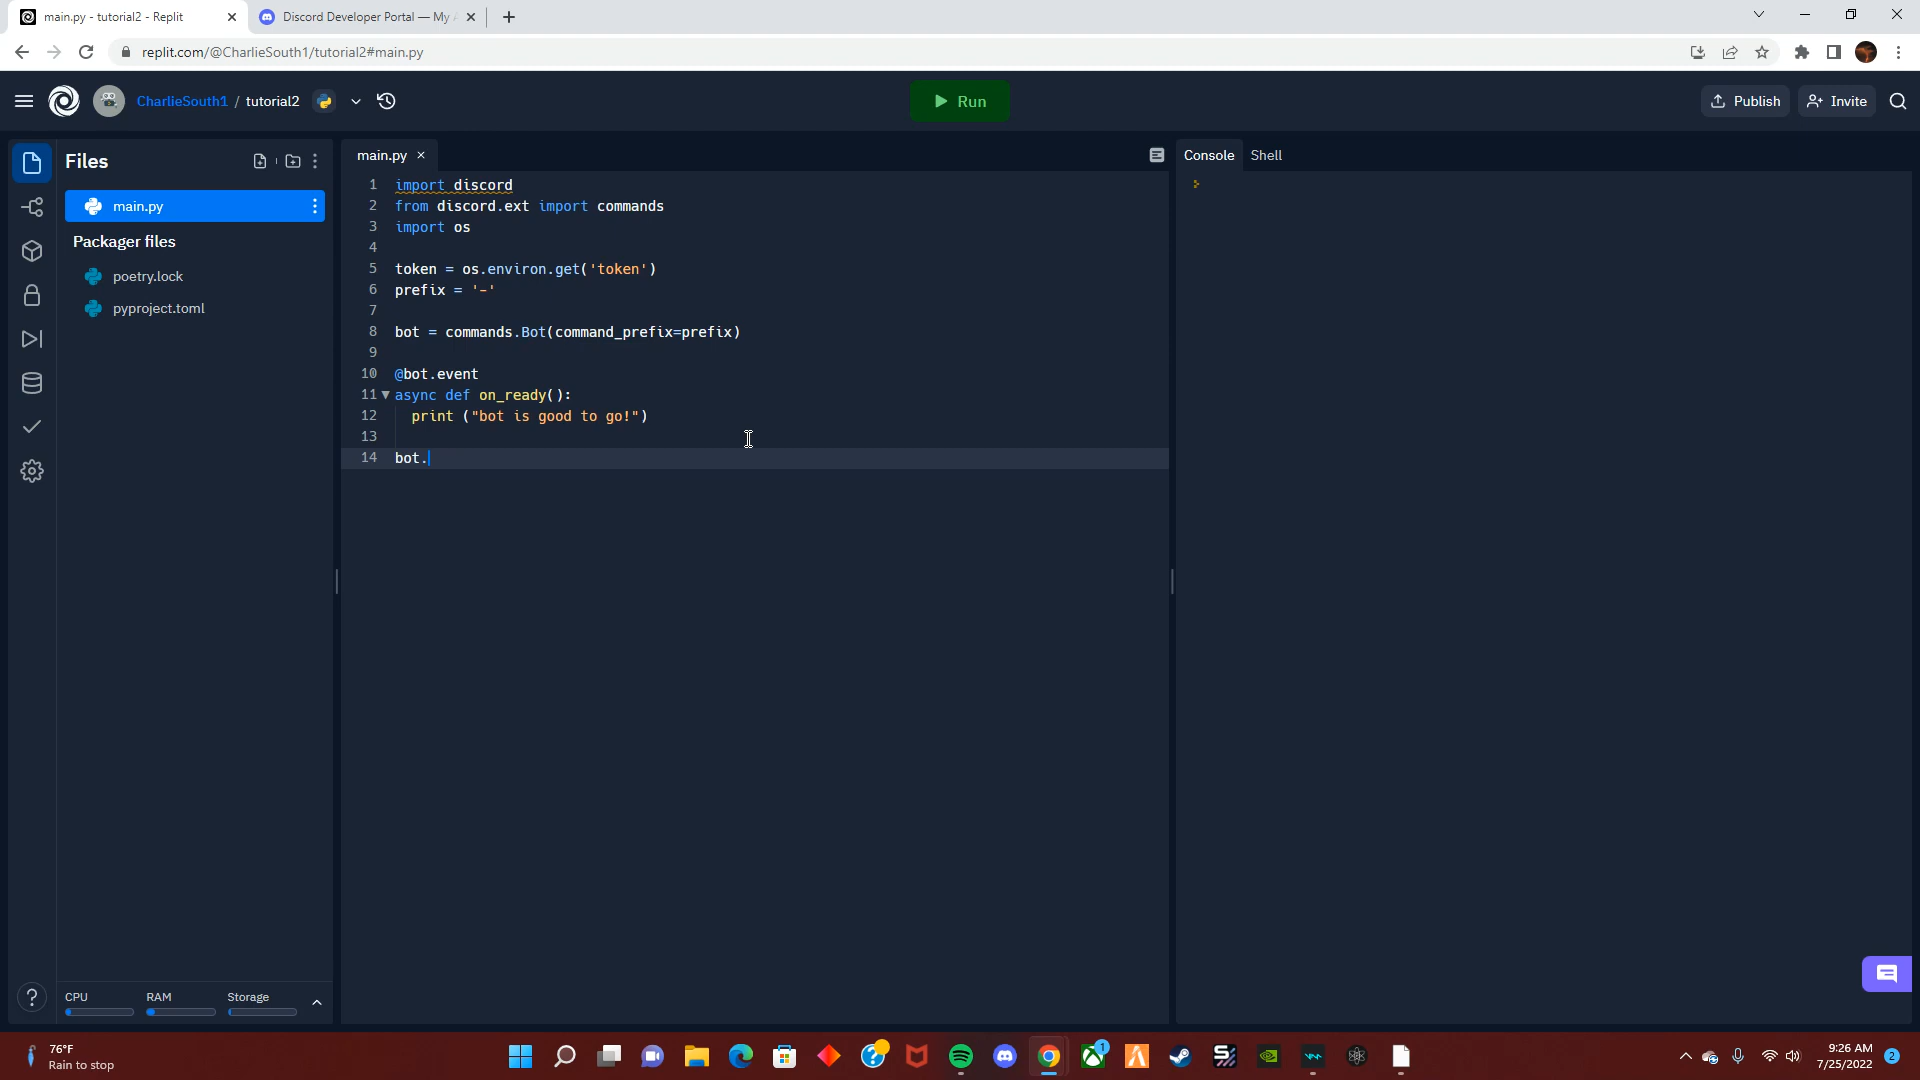 main.py - tutorial2 - Replit
Discord Developer Portal — My
replit.com/@CharlieSouth1/tutorial2#main.py
CharlieSouth1 / tutorial2
Run
Publish
Invite
Files
main.py
Packager files
poetry.lock
pyproject.toml
main.py
1 import discord
2 from discord.ext import commands
3 import os
4
5 token = os.environ.get('token')
6 prefix = '-'
7
8 bot = commands.Bot(command_prefix=prefix)
9
10 @bot.event
11 async def on_ready():
12 print ("bot is good to go!")
13
14 bot.
Console Shell
CPU RAM Storage
76°F
Rain to stop
1
9:26 AM
7/25/2022
2